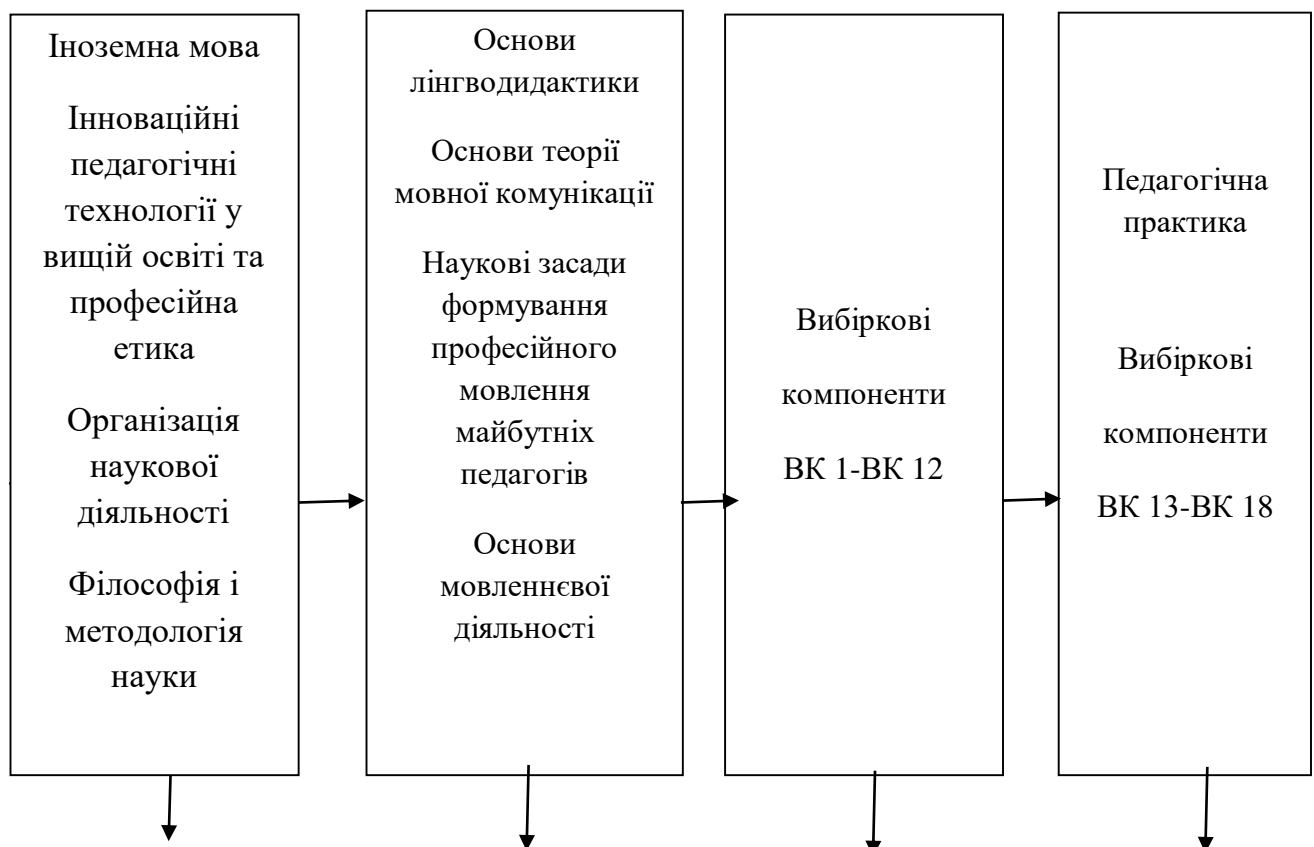 Іноземна мова
Інноваційні
педагогічні
технології у
вищій освіті та
професійна
етика
Організація
наукової
діяльності
Філософія і
методологія
науки
Основи
лінгводидактики
Основи теорії
мовної комунікації
Наукові засади
формування
професійного
мовлення
майбутніх
педагогів
Основи
мовленнєвої
діяльності
Вибіркові
компоненти
ВК 1-ВК 12
Педагогічна
практика
Вибіркові
компоненти
ВК 13-ВК 18